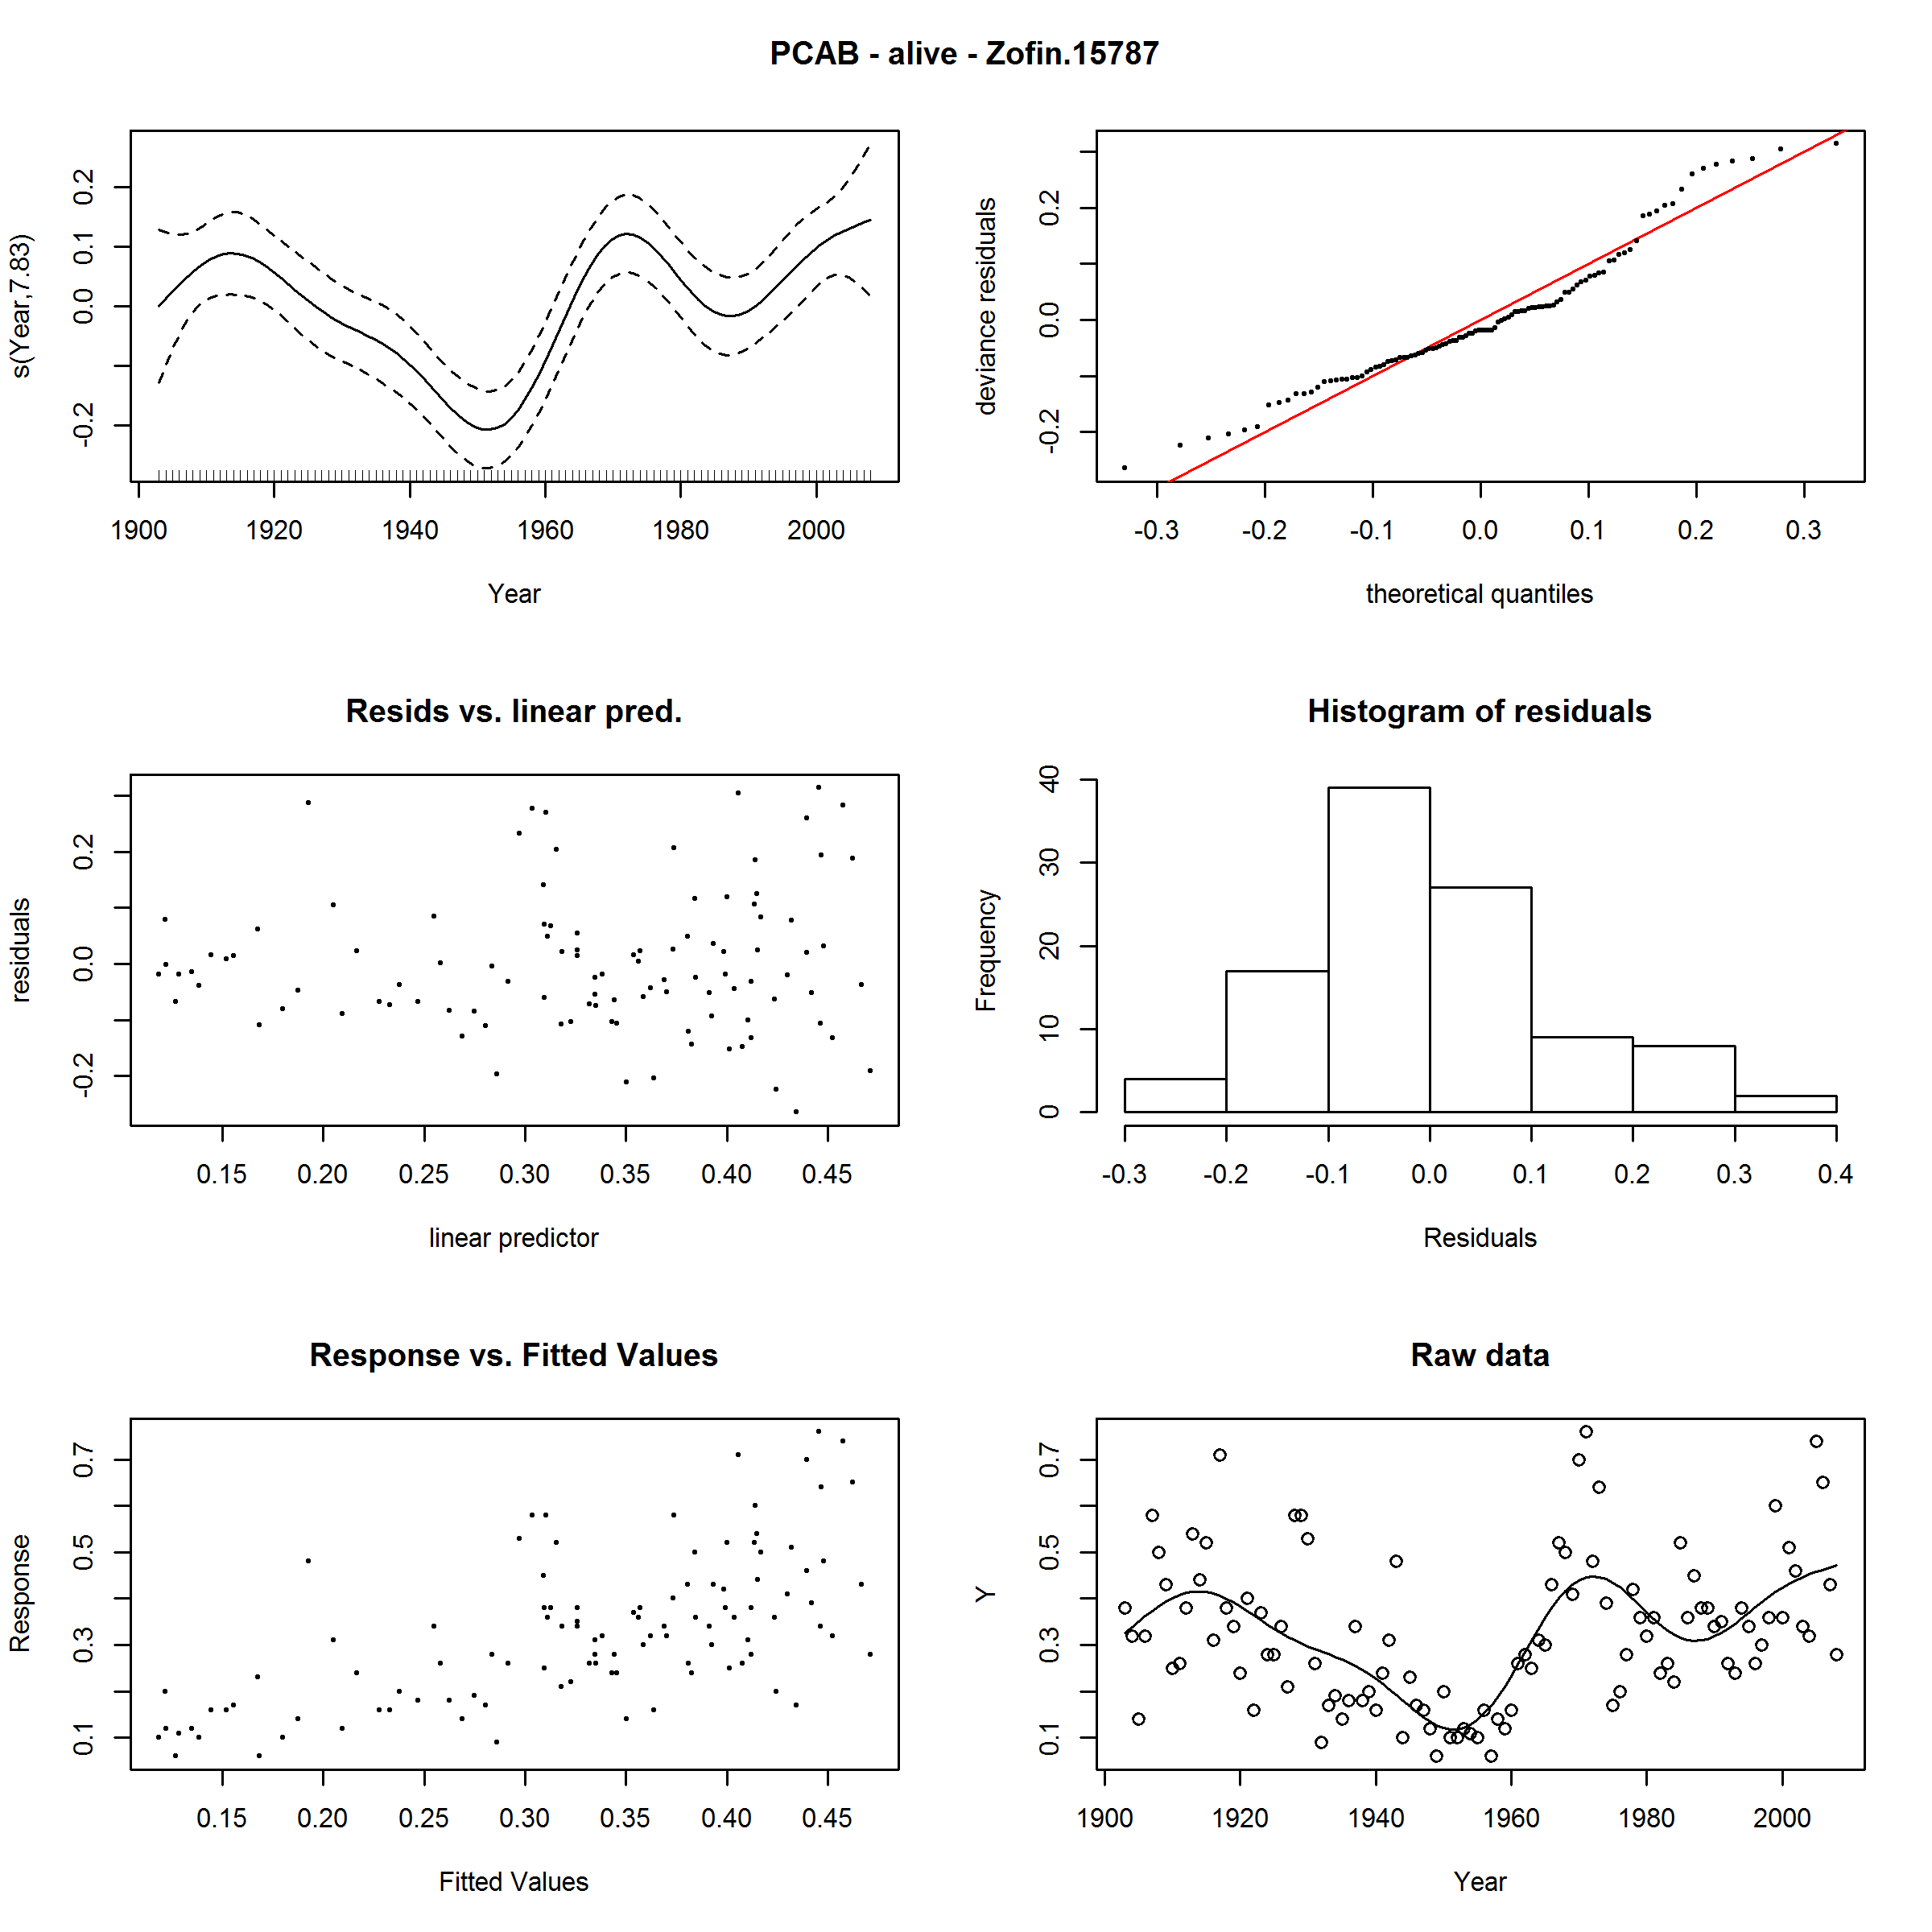 PCAB - alive - Zofin.15787
s(Year,7.83)
-0.2 0.0 0.1 0.2
1900 1920 1940 1960 1980 2000
Year
deviance residuals
-0.2 0.0 0.2
-0.3 -0.2 -0.1 0.0 0.1 0.2 0.3
theoretical quantiles
Resids vs. linear pred.
residuals
-0.2 0.0 0.2
0.15 0.20 0.25 0.30 0.35 0.40 0.45
linear predictor
Histogram of residuals
Frequency
0 10 20 30 40
-0.3 -0.2 -0.1 0.0 0.1 0.2 0.3 0.4
Residuals
Response vs. Fitted Values
Response
0.1 0.3 0.5 0.7
0.15 0.20 0.25 0.30 0.35 0.40 0.45
Fitted Values
Raw data
Y
0.1 0.3 0.5 0.7
1900 1920 1940 1960 1980 2000
Year